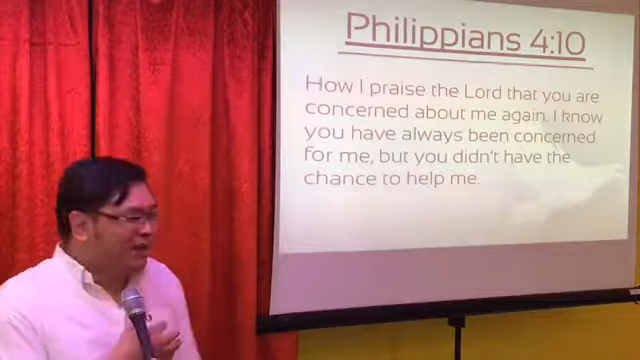 Philippians 4:10
How I praise the Lord that you are
concerned about me again. I know
you have always been concerned
for me, but you didn't have the
chance to help me.